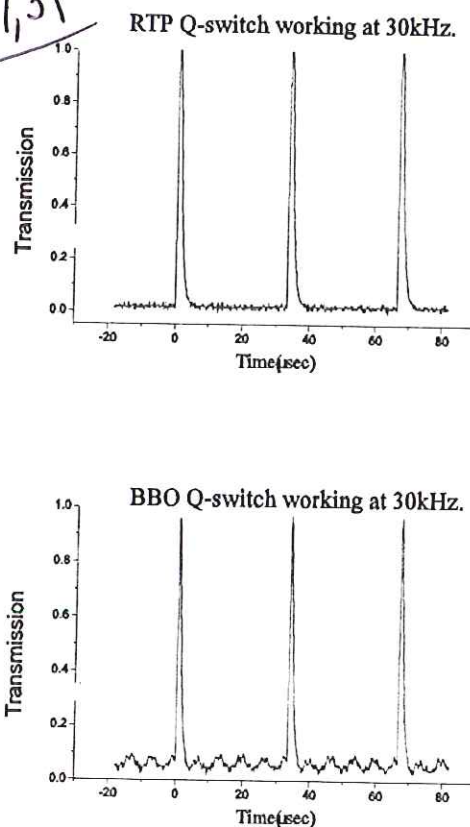 RTP Q-switch working at 30kHz.
1.0
0.8
0.6
0.4
0.2
0.0
Transmission
-20 0 20 40 60 80
Time(μsec)
BBO Q-switch working at 30kHz.
1.0
0.8
0.6
0.4
0.2
0.0
Transmission
-20 0 20 40 60 80
Time(μsec)